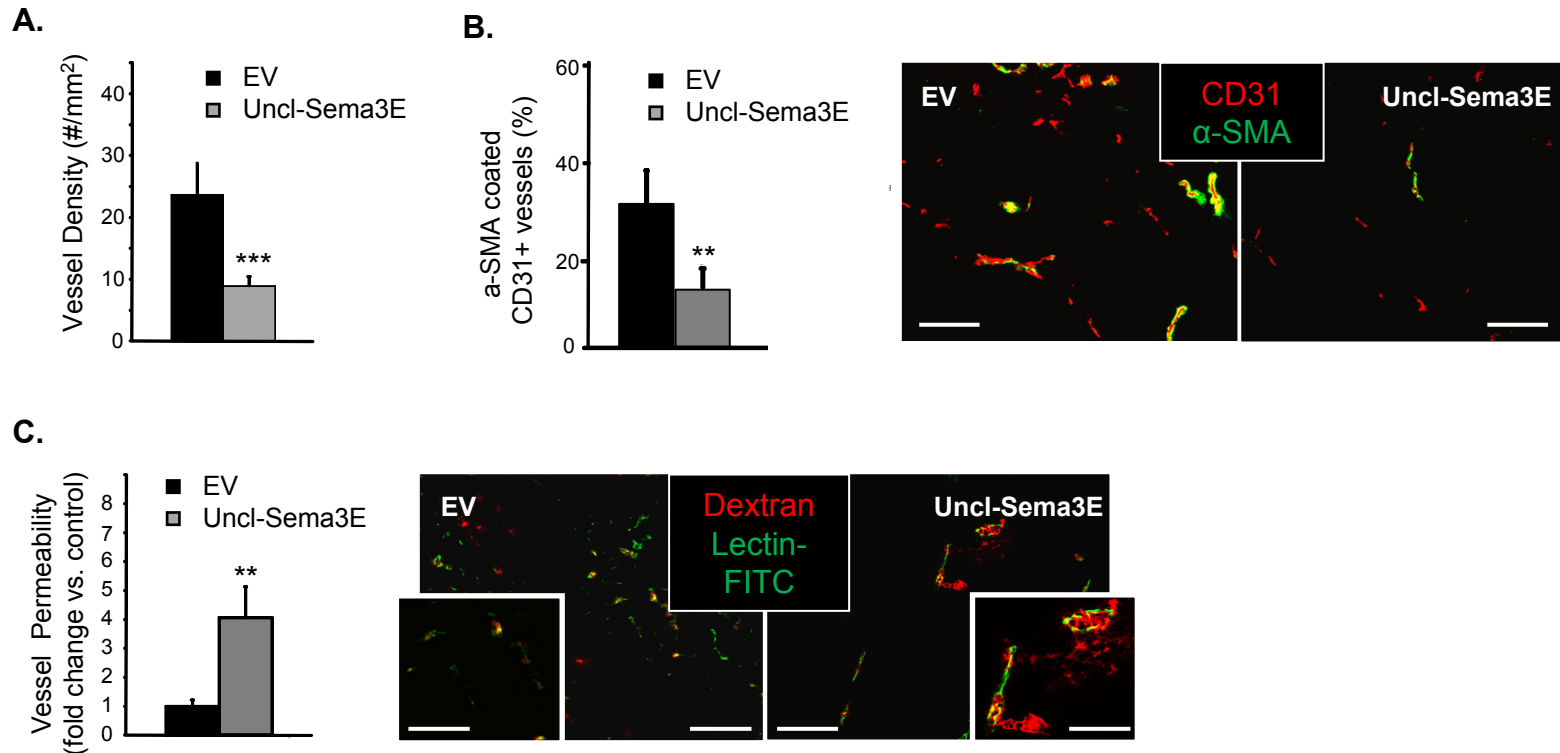 A.
Vessel Density (#/mm²)
40
30
20
10
0
EV
Uncl-Sema3E
***
B.
a-SMA coated
CD31+ vessels (%)
60
40
20
0
EV
Uncl-Sema3E
**
EV
CD31
α-SMA
Uncl-Sema3E
C.
Vessel Permability
(fold change vs. control)
8
7
6
5
4
3
2
1
0
EV
Uncl-Sema3E
**
EV
Dextran
Lectin-
FITC
Uncl-Sema3E